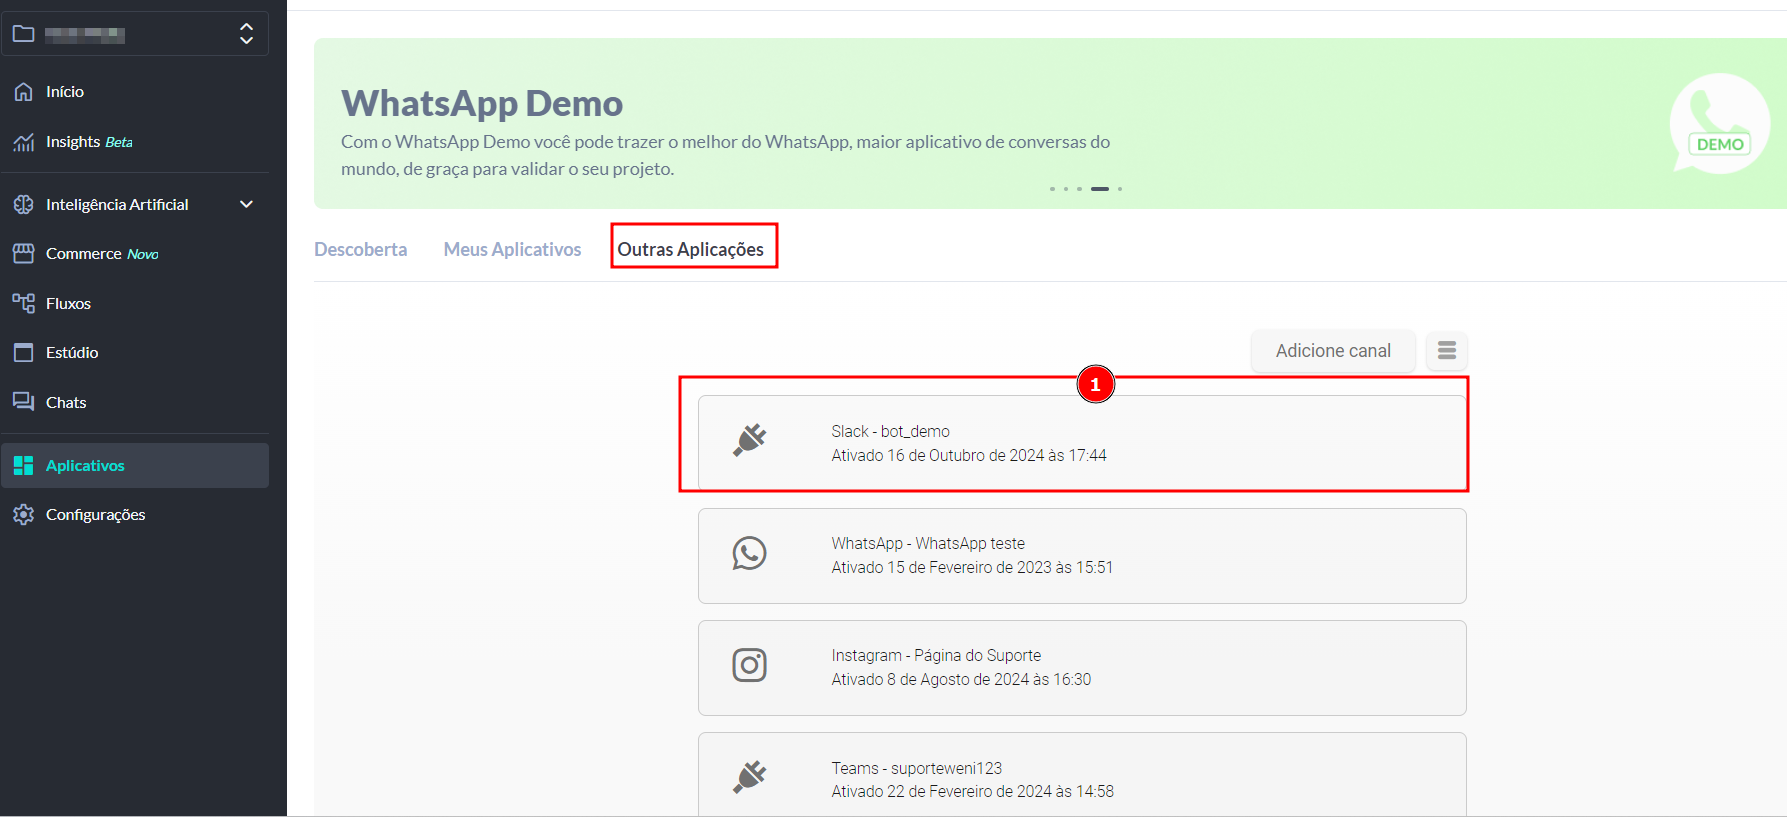 Início
Insights Beta
Inteligência Artificial
Commerce Novo
Fluxos
Estúdio
Chats
Aplicativos
Configurações
WhatsApp Demo
Com o WhatsApp Demo você pode trazer o melhor do WhatsApp, maior aplicativo de conversas do
mundo, de graça para validar o seu projeto.
DEMO
Descoberta
Meus Aplicativos
Outras Aplicações
Adicione canal
1
Slack - bot_demo
Ativado 16 de Outubro de 2024 às 17:44
WhatsApp - WhatsApp teste
Ativado 15 de Fevereiro de 2023 às 15:51
Instagram - Página do Suporte
Ativado 8 de Agosto de 2024 às 16:30
Teams - suporteweni123
Ativado 22 de Fevereiro de 2024 às 14:58